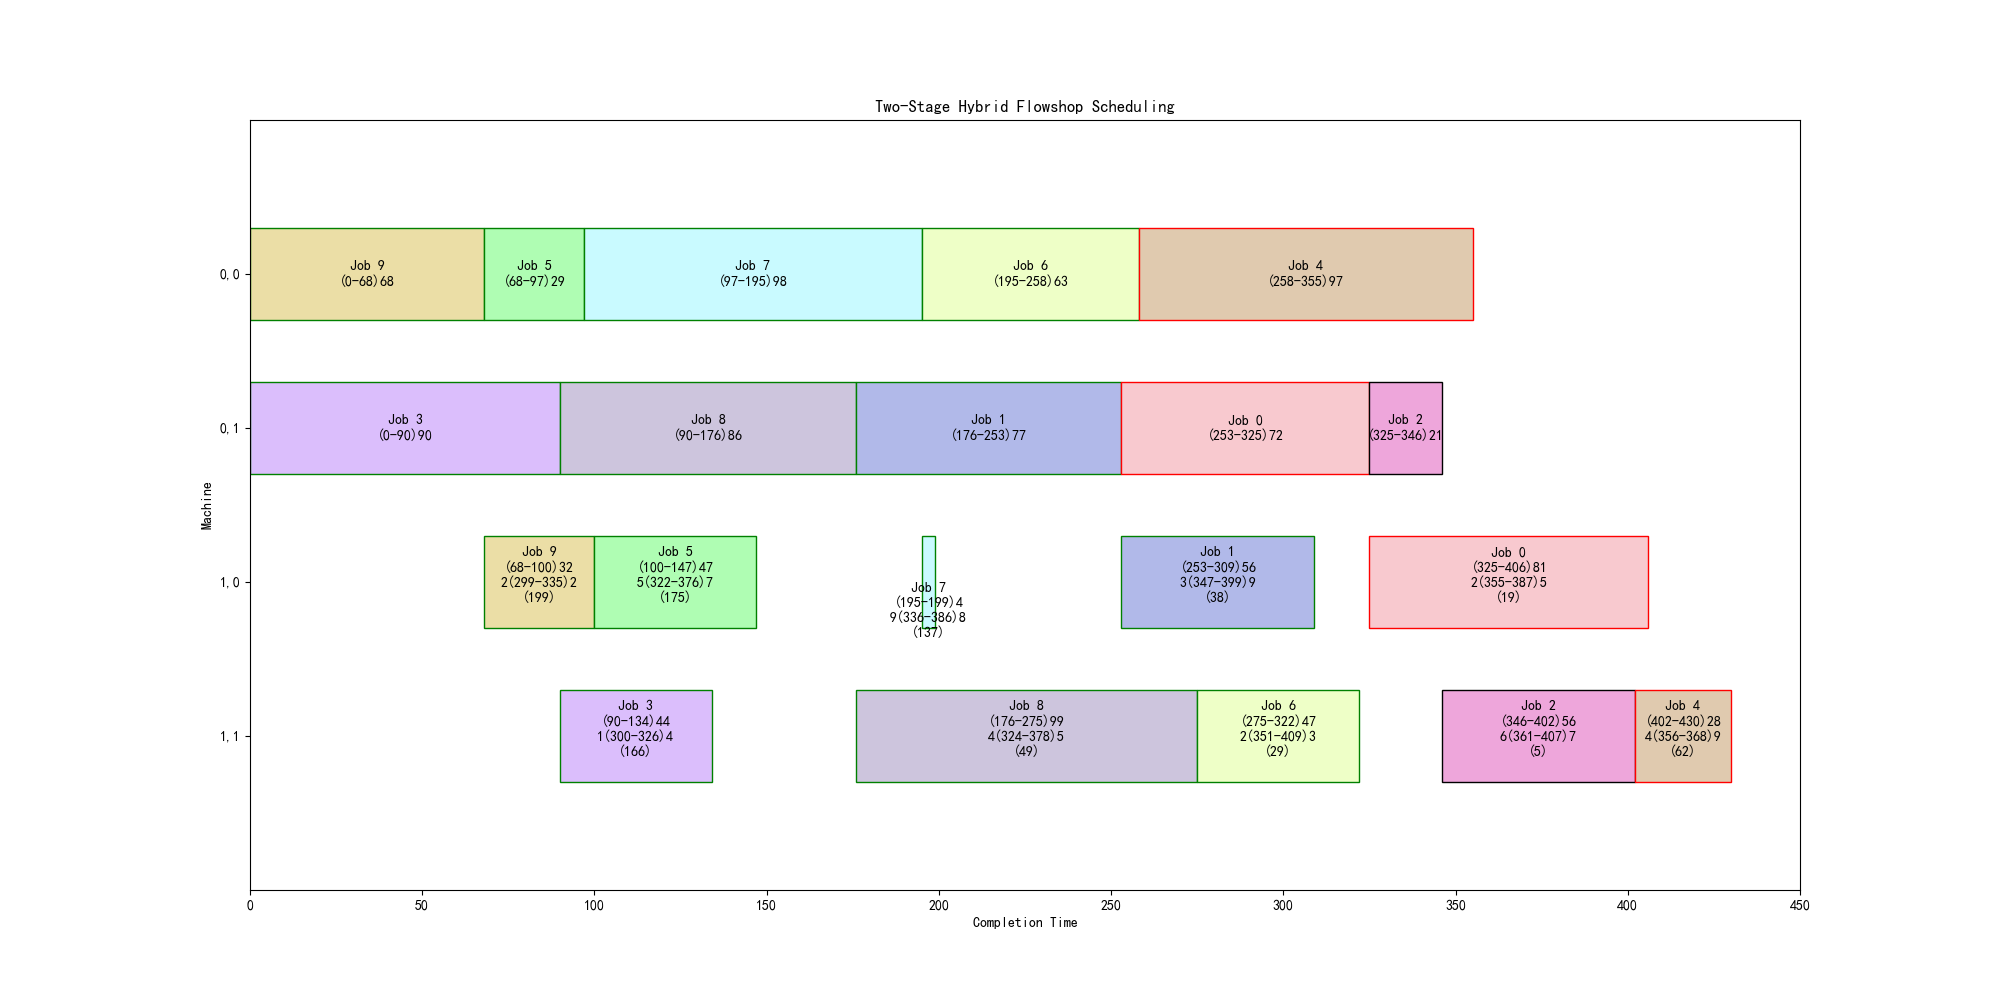 Two-Stage Hybrid Flowshop Scheduling
Machine
0,0
Job 9
(0-68)68
Job 5
(68-97)29
Job 7
(97-195)98
Job 6
(195-258)63
Job 4
(258-355)97
0,1
Job 3
(0-90)90
Job 8
(90-176)86
Job 1
(176-253)77
Job 0
(253-325)72
Job 2
(325-346)21
1,0
Job 9
(68-100)32
2(299-335)2
(199)
Job 5
(100-147)47
5(322-376)7
(175)
Job 7
(195-199)4
9(336-386)8
(137)
Job 1
(253-309)56
3(347-399)9
(38)
Job 0
(325-406)81
2(355-387)5
(19)
1,1
Job 3
(90-134)44
1(300-326)4
(166)
Job 8
(176-275)99
4(324-378)5
(49)
Job 6
(275-322)47
2(351-409)3
(29)
Job 2
(346-402)56
6(361-407)7
(5)
Job 4
(402-430)28
4(356-368)9
(62)
0 50 100 150 200 250 300 350 400 450
Completion Time